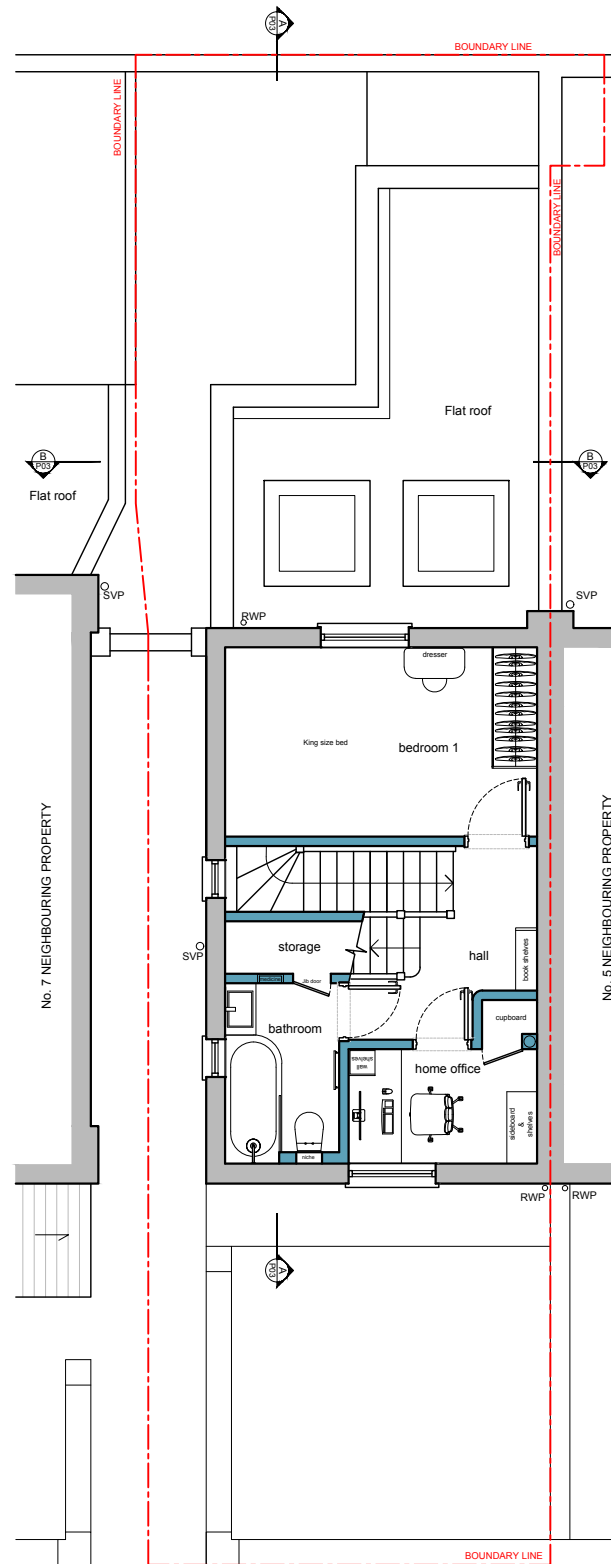 A
P03
BOUNDARY LINE
BOUNDARY LINE
BOUNDARY LINE
Flat roof
B
P03
B
P03
Flat roof
SVP
SVP
RWP
dresser
King size bed
bedroom 1
No. 7 NEIGHBOURING PROPERTY
No. 5 NEIGHBOURING PROPERTY
SVP
storage
hall
book shelves
medicine
Jib door
bathroom
cupboard
home office
wall
shelves
sideboard
&
shelves
niche
RWP
RWP
A
P03
BOUNDARY LINE